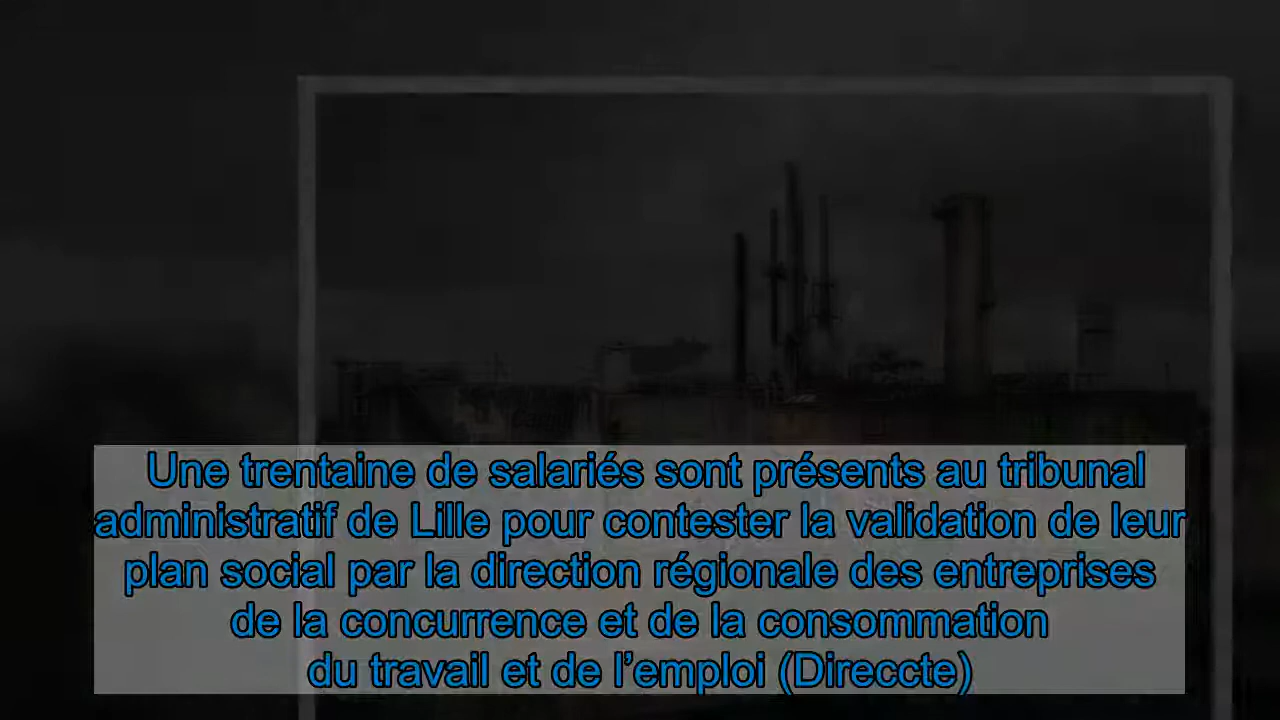 Une trentaine de salariés sont présents au tribunal
administratif de Lille pour contester la validation de leur
plan social par la direction régionale des entreprises
de la concurrence et de la consommation
du travail et de l’emploi (Direccte)